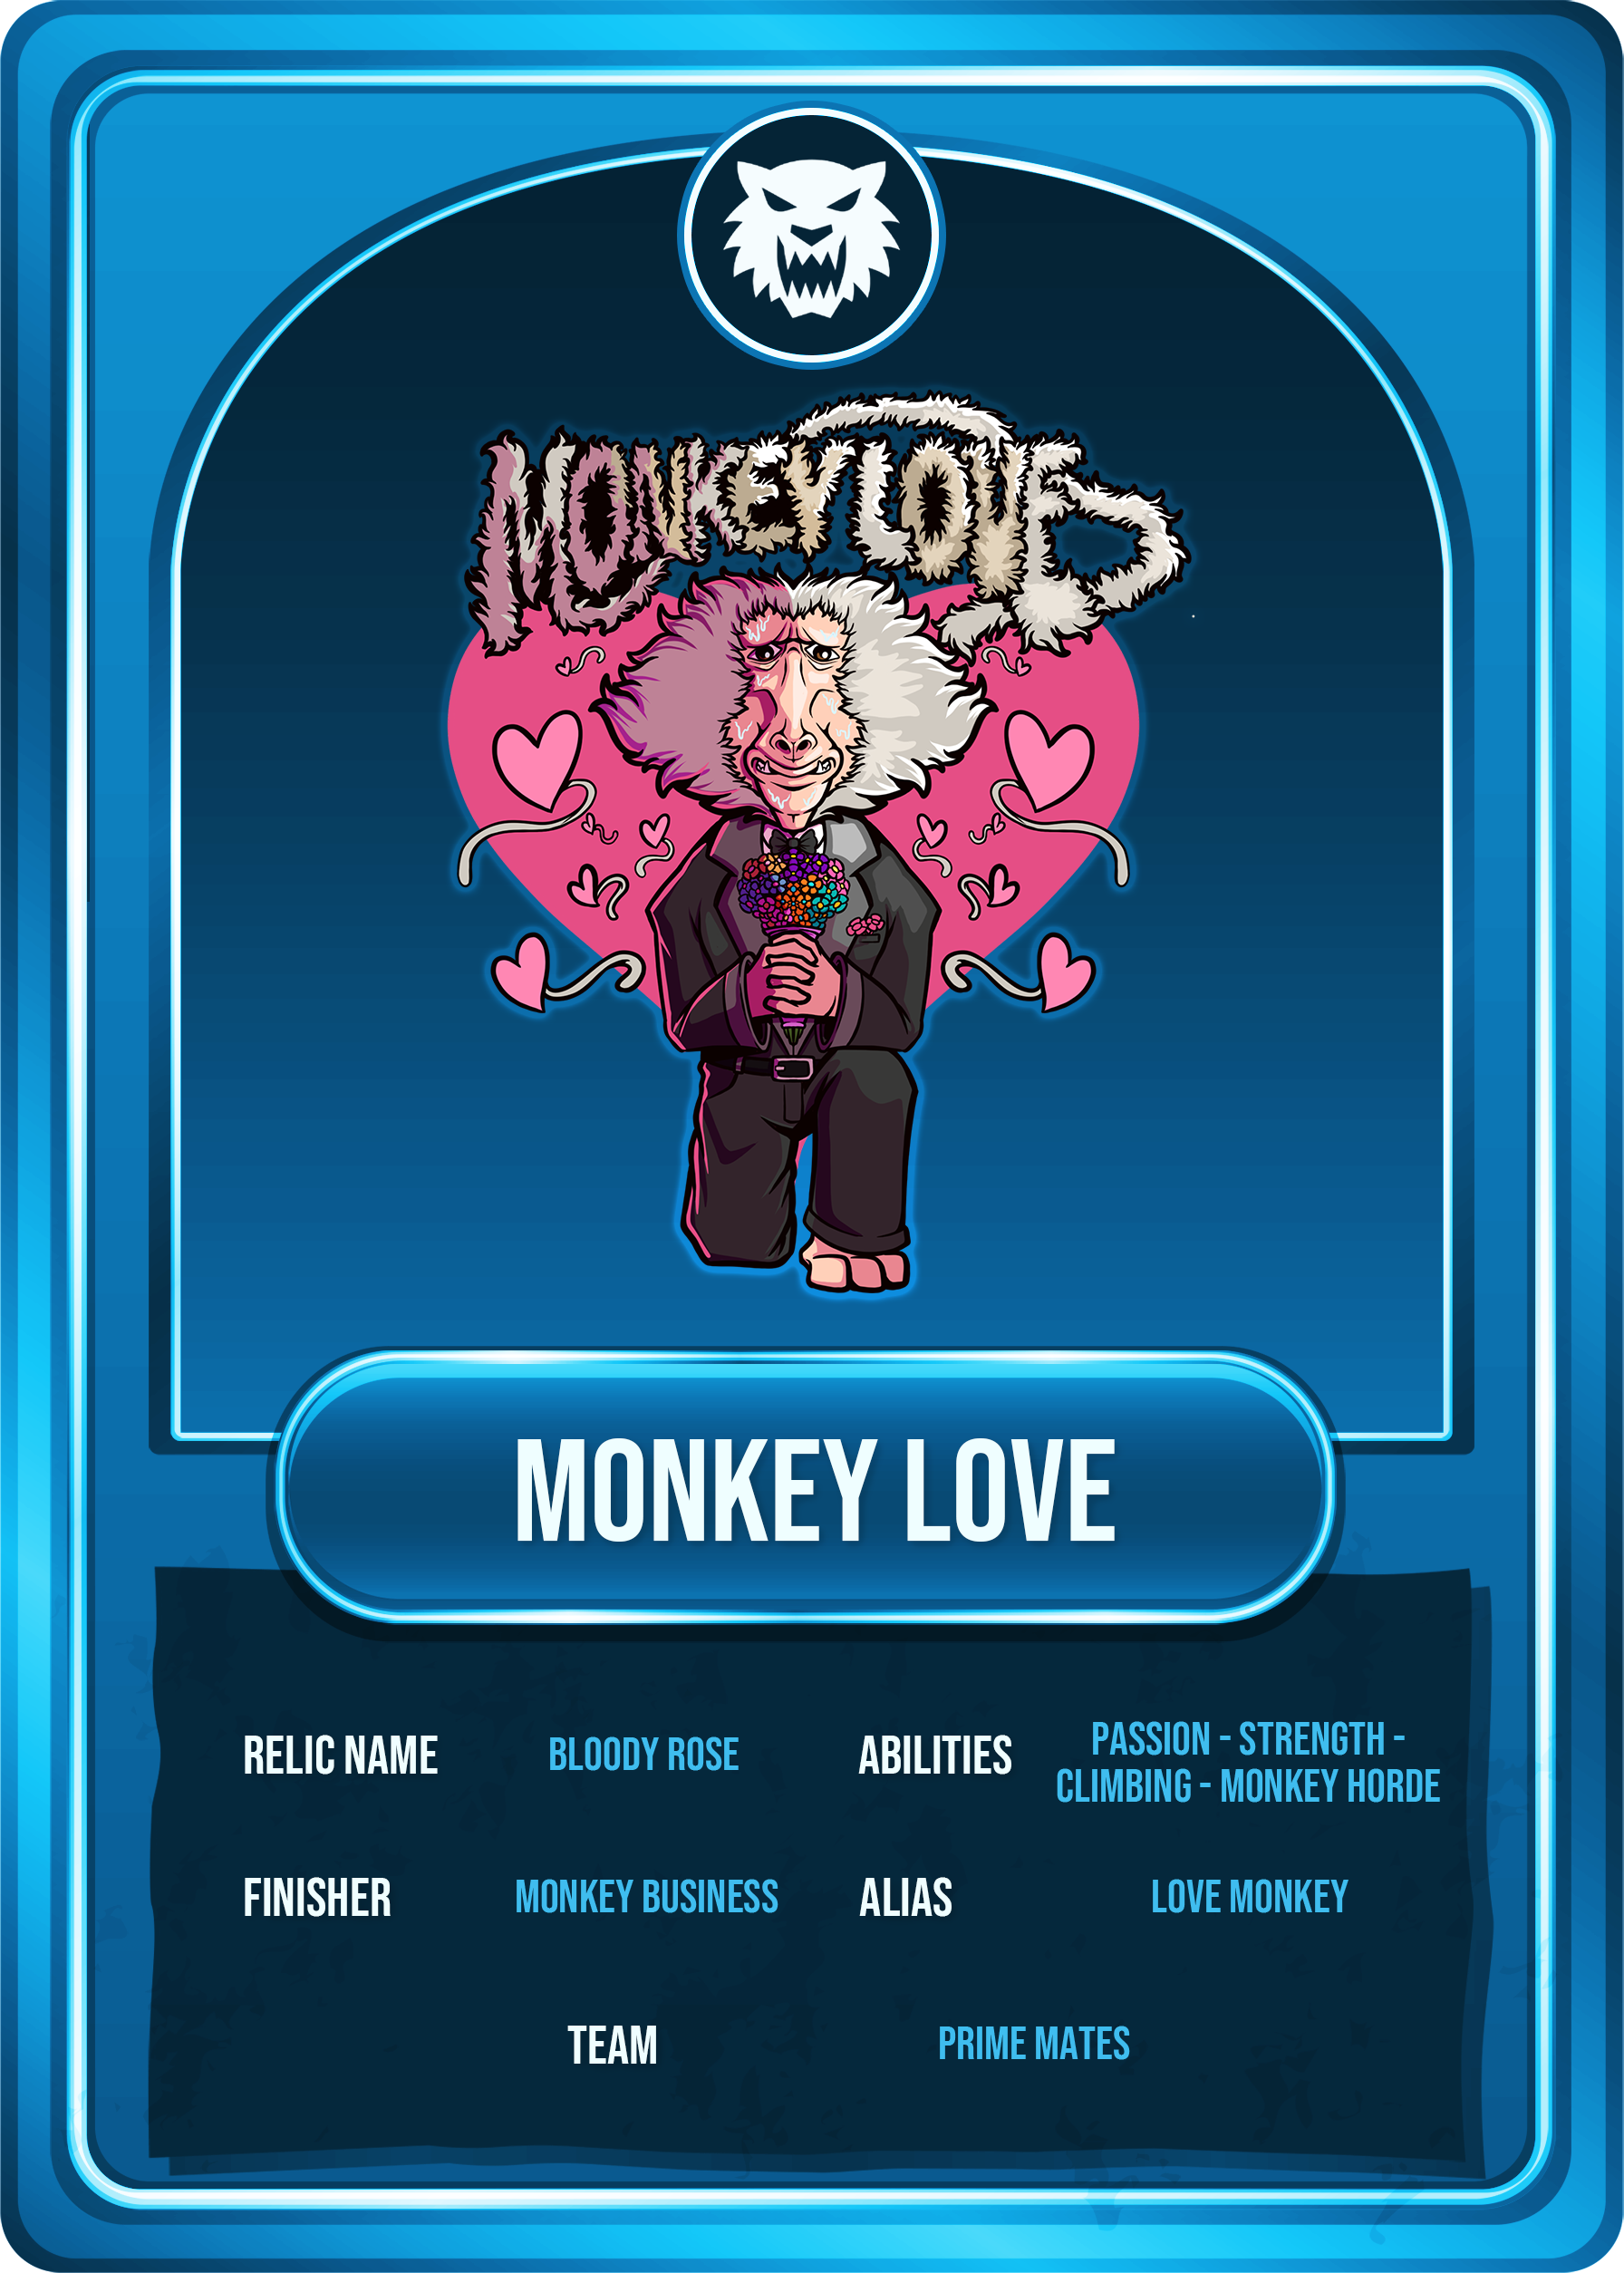 MONKEY LOVE
MONKEY LOVE
RELIC NAME
BLOODY ROSE
ABILITIES
PASSION - STRENGTH -
CLIMBING - MONKEY HORDE
FINISHER
MONKEY BUSINESS
ALIAS
LOVE MONKEY
TEAM
PRIME MATES